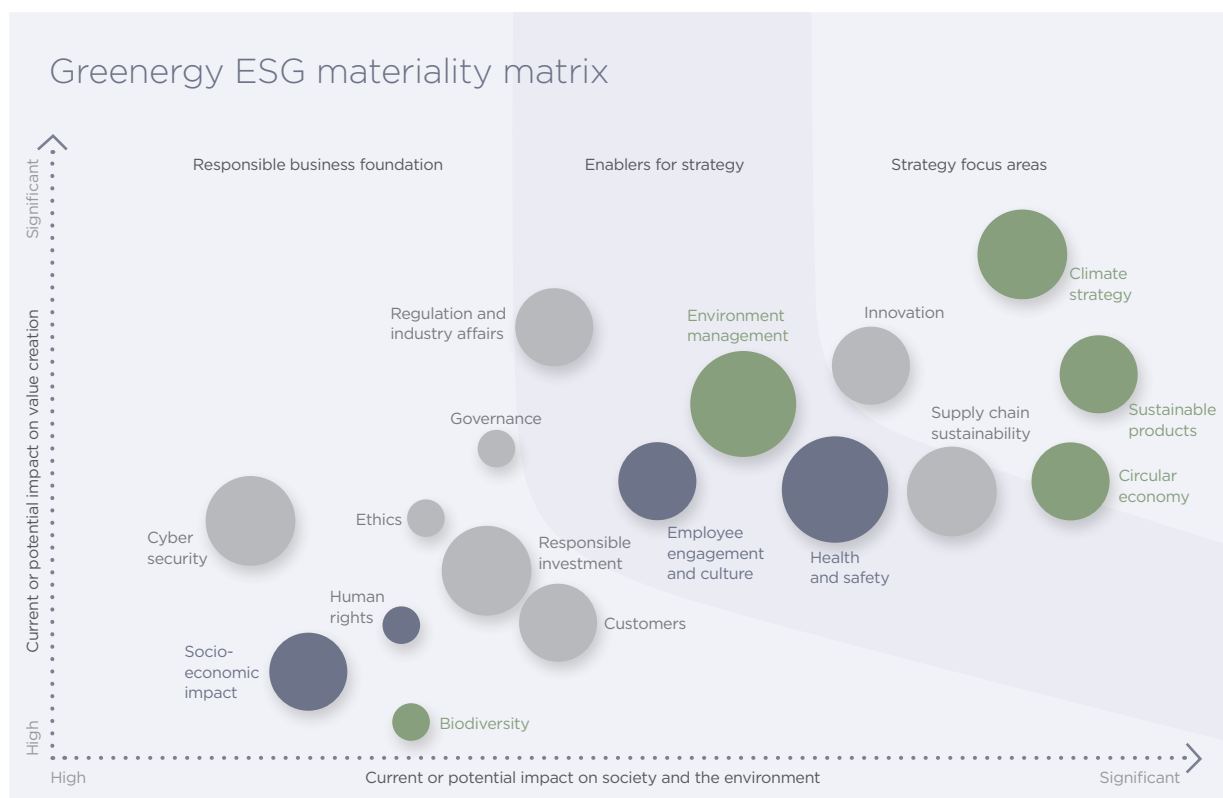 Greenergy ESG materiality matrix
Responsible business foundation
Enablers for strategy
Strategy focus areas
Significant
Current or potential impact on value creation
High
Climate
strategy
Regulation and
industry affairs
Environment
management
Innovation
Sustainable
products
Governance
Supply chain
sustainability
Circular
economy
Cyber
security
Ethics
Responsible
investment
Employee
engagement
and culture
Health
and safety
Human
rights
Customers
Socio-
economic
impact
Biodiversity
High
Current or potential impact on society and the environment
Significant